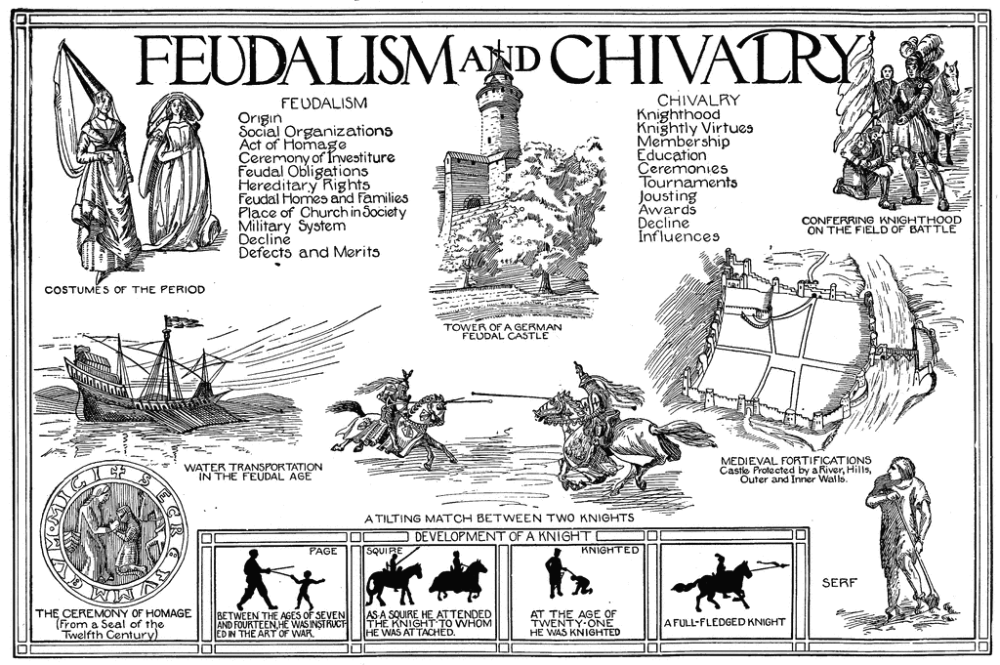 FEUDALISM AND CHIVALRY
FEUDALISM
Origin
Social Organizations
Act of Homage
Ceremony of Investiture
Feudal Obligations
Hereditary Rights
Feudal Homes and Families
Place of Church in Society
Military System
Decline
Defects and Merits
CHIVALRY
Knighthood
Knightly Virtues
Membership
Education
Ceremonies
Tournaments
Jousting
Awards
Decline
Influences
CONFERRING KNIGHTHOOD
ON THE FIELD OF BATTLE
COSTUMES OF THE PERIOD
TOWER OF A GERMAN
FEUDAL CASTLE
WATER TRANSPORTATION
IN THE FEUDAL AGE
MEDIEVAL FORTIFICATIONS
Castle Protected by a River, Hills,
Outer and Inner Walls.
A TILTING MATCH BETWEEN TWO KNIGHTS
SECRETUM MEUM MICI
THE CEREMONY OF HOMAGE
(From a Seal of the
Twelfth Century)
DEVELOPMENT OF A KNIGHT
PAGE
BETWEEN THE AGES OF SEVEN
AND FOURTEEN, HE WAS INSTRUCT
ED IN THE ART OF WAR.
SQUIRE
AS A SQUIRE HE ATTENDED
THE KNIGHT TO WHOM
HE WAS ATTACHED.
KNIGHTED
AT THE AGE OF
TWENTY-ONE
HE WAS KNIGHTED
A FULL-FLEDGED KNIGHT
SERF